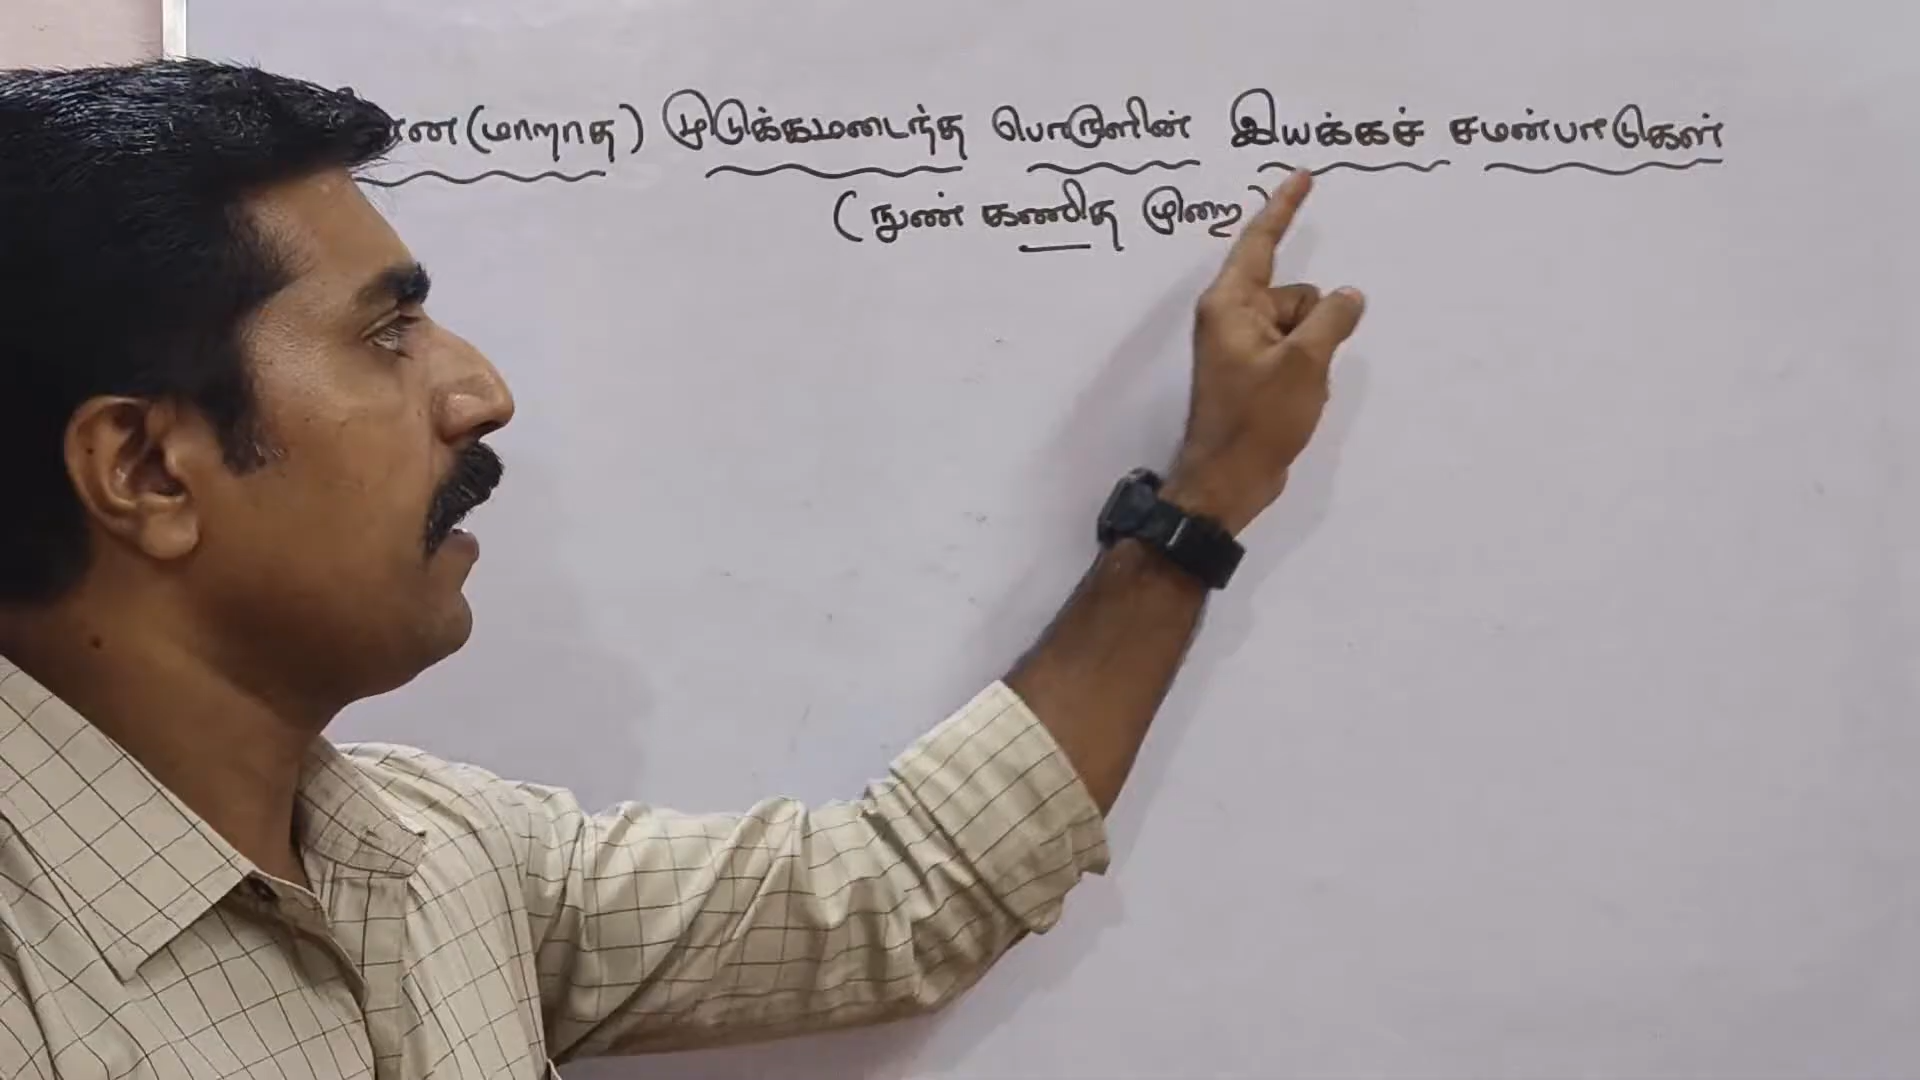 (மாறாத) முடுக்கமடைந்த பொருளின் இயக்கச் சமன்பாடுகள்
(நுண் கணித முறை)